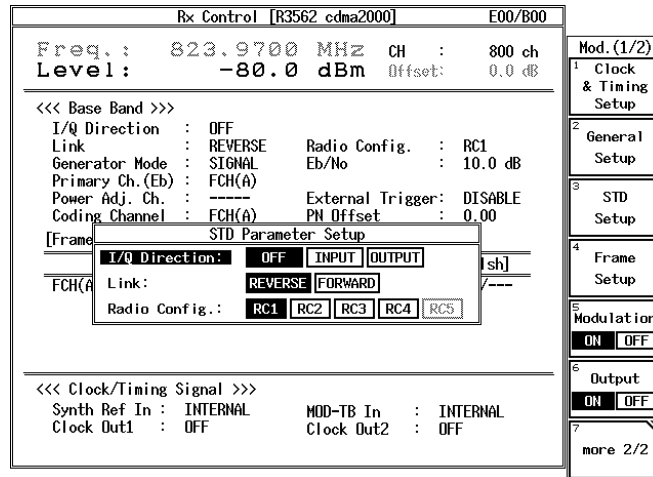 Rx Control [R3562 cdma2000] E00/B00
Freq.: 823.9700 MHz CH : 800 ch
Level: -80.0 dBm Offset: 0.0 dB
<<< Base Band >>>
I/Q Direction : OFF
Link : REVERSE Radio Config. : RC1
Generator Mode : SIGNAL Eb/No : 10.0 dB
Primary Ch.(Eb) : FCH(A)
Power Adj. Ch. : ----- External Trigger: DISABLE
Coding Channel : FCH(A) PN Offset : 0.00
[Frame
STD Parameter Setup
I/Q Direction: OFF INPUT OUTPUT
lsh]
FCH(A
Link: REVERSE FORWARD
/---
Radio Config.: RC1 RC2 RC3 RC4 RC5
<<< Clock/Timing Signal >>>
Synth Ref In : INTERNAL MOD-TB In : INTERNAL
Clock Out1 : OFF Clock Out2 : OFF
Mod.(1/2)
1 Clock
& Timing
Setup
2 General
Setup
3 STD
Setup
4 Frame
Setup
5 Modulation
ON OFF
6 Output
ON OFF
7
more 2/2